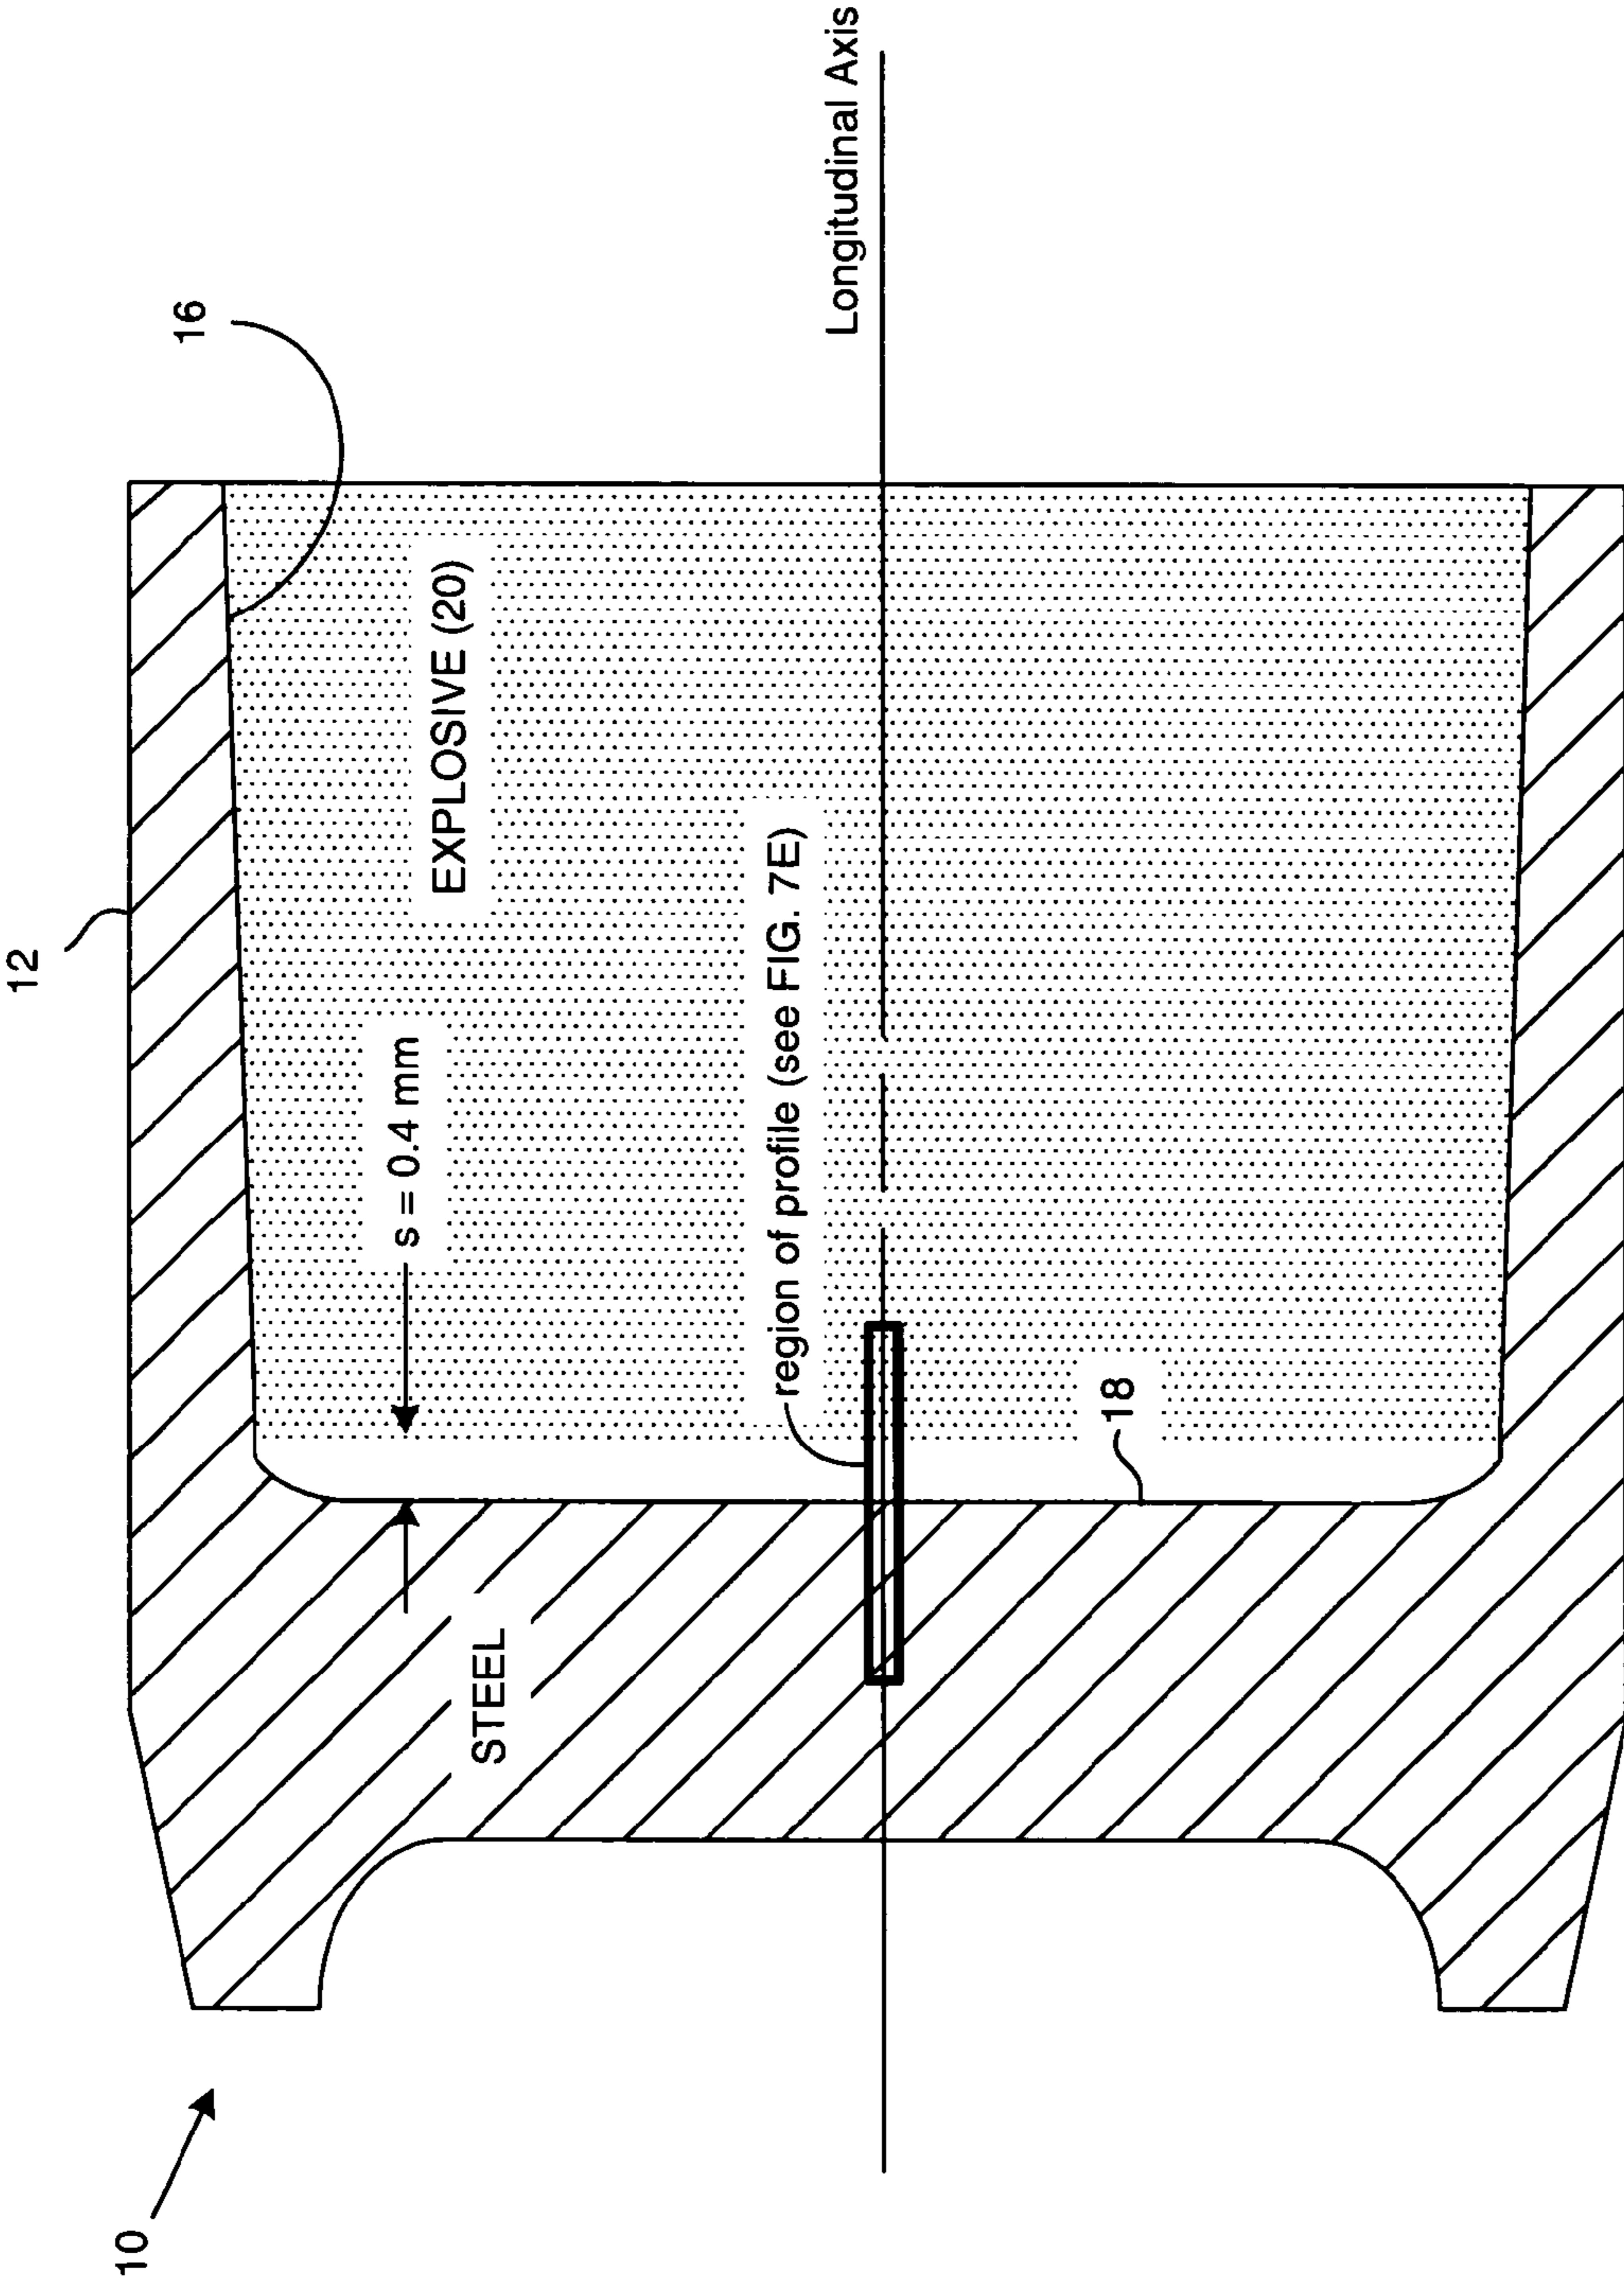 10
12
16
STEEL
s = 0.4 mm
EXPLOSIVE (20)
region of profile (see FIG. 7E)
Longitudinal Axis
18